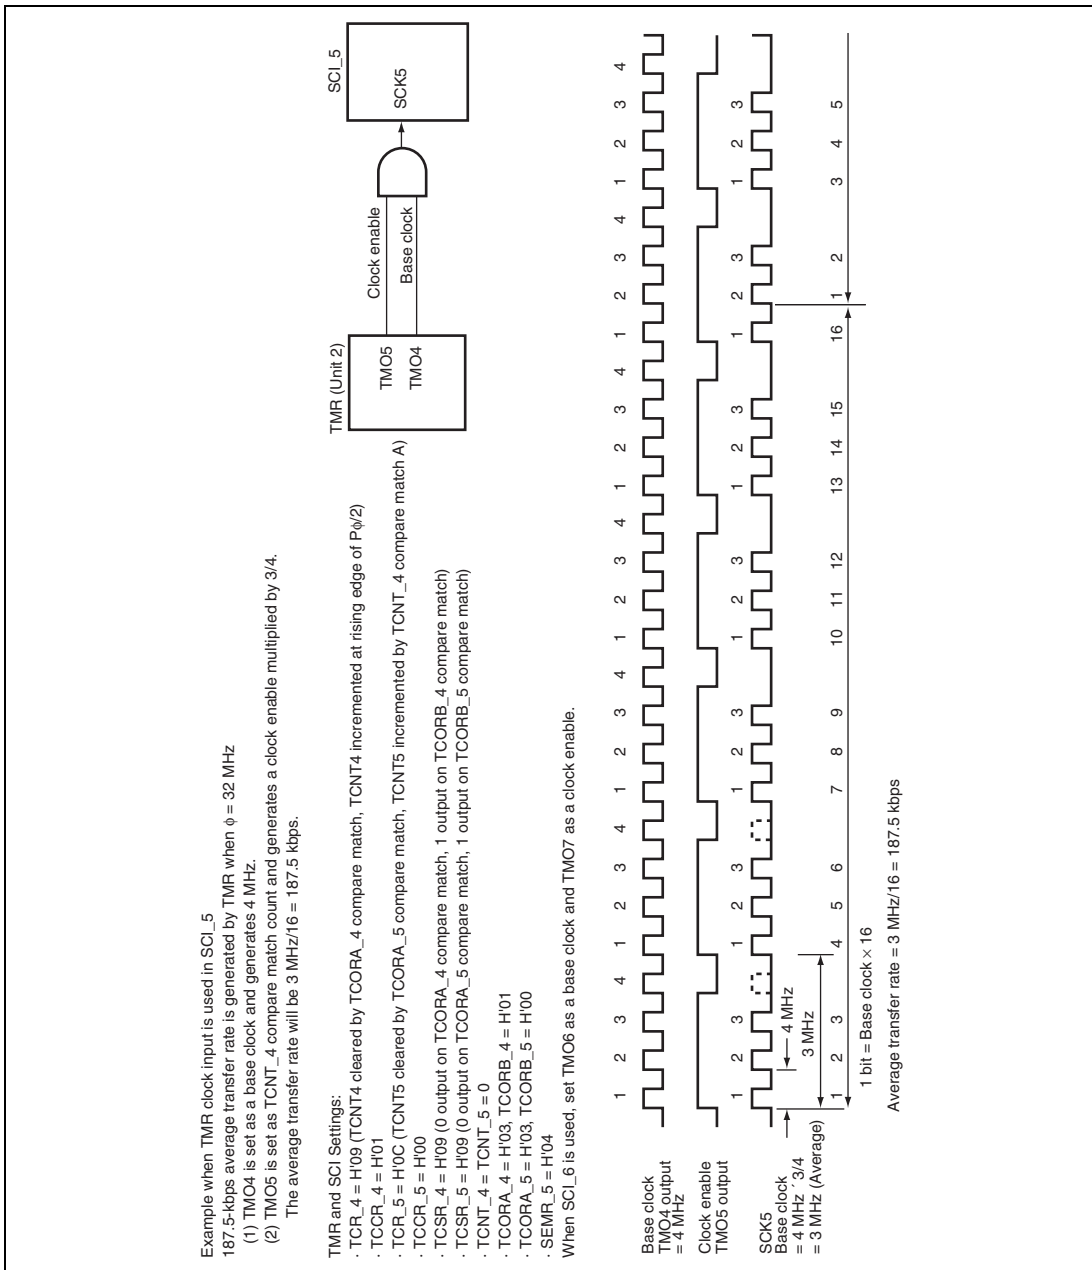 Example when TMR clock input is used in SCI_5
187.5-kbps average transfer rate is generated by TMR when ϕ = 32 MHz
(1) TMO4 is set as a base clock and generates 4 MHz.
(2) TMO5 is set as TCNT_4 compare match count and generates a clock enable multiplied by 3/4.
The average transfer rate will be 3 MHz/16 = 187.5 kbps.
TMR and SCI Settings:
· TCR_4 = H'09 (TCNT4 cleared by TCORA_4 compare match, TCNT4 incremented at rising edge of Pϕ/2)
· TCCR_4 = H'01
· TCR_5 = H'0C (TCNT5 cleared by TCORA_5 compare match, TCNT5 incremented by TCNT_4 compare match A)
· TCCR_5 = H'00
· TCSR_4 = H'09 (0 output on TCORA_4 compare match, 1 output on TCORB_4 compare match)
· TCSR_5 = H'09 (0 output on TCORA_5 compare match, 1 output on TCORB_5 compare match)
· TCNT_4 = TCNT_5 = 0
· TCORA_4 = H'03, TCORB_4 = H'01
· TCORA_5 = H'03, TCORB_5 = H'00
· SEMR_5 = H'04
When SCI_6 is used, set TMO6 as a base clock and TMO7 as a clock enable.
TMR (Unit 2)
TMO5
TMO4
Clock enable
Base clock
SCI_5
SCK5
Base clock
TMO4 output
= 4 MHz
1 2 3 4 1 2 3 4 1 2 3 4 1 2 3 4 1 2 3 4 1 2 3 4 1 2 3 4
Clock enable
TMO5 output
SCK5
Base clock
= 4 MHz ´ 3/4
= 3 MHz (Average)
1 2 3 1 2 3 1 2 3 1 2 3 1 2 3 1 2 3 1 2 3
4 MHz
3 MHz
1 2 3 4 5 6 7 8 9 10 11 12 13 14 15 16 1 2 3 4 5
1 bit = Base clock × 16
Average transfer rate = 3 MHz/16 = 187.5 kbps